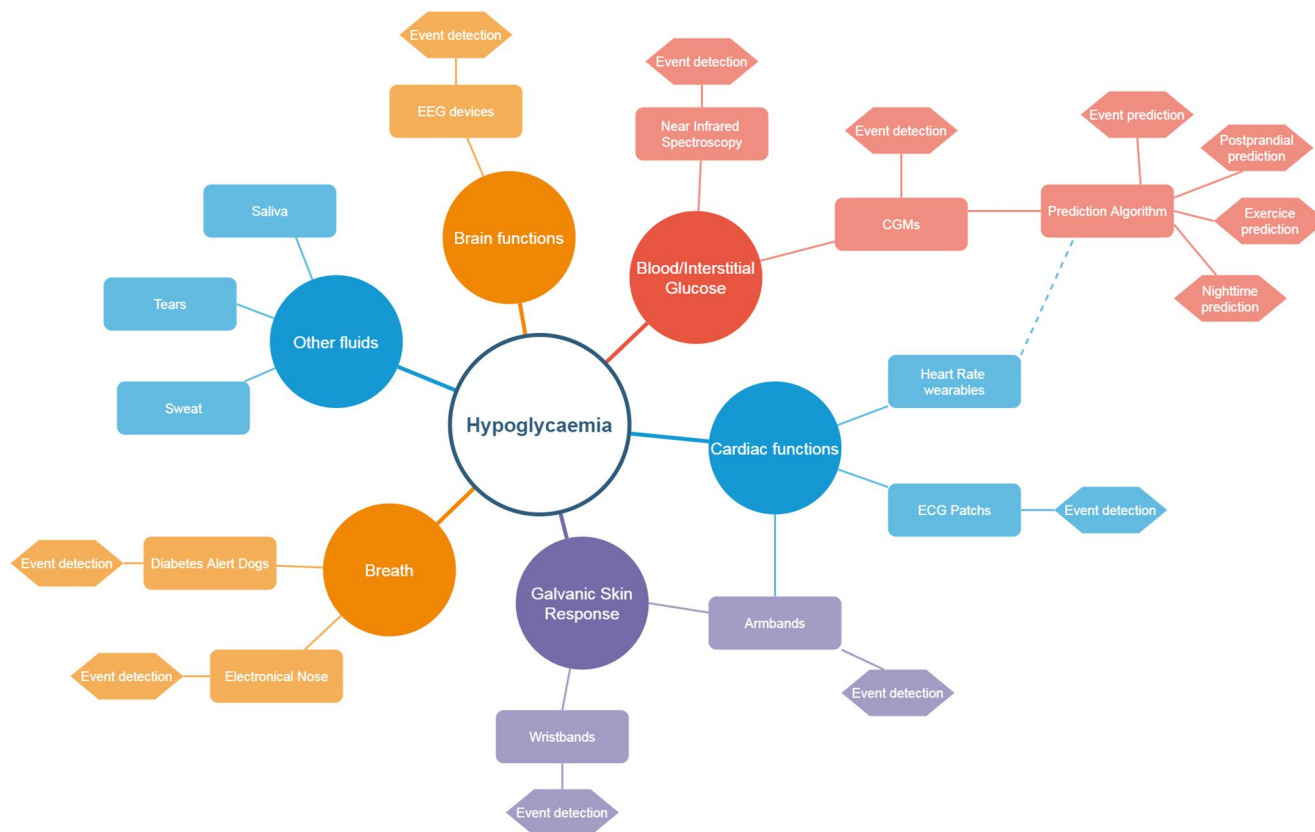 Event detection
EEG devices
Brain functions
Event detection
Near Infrared
Spectroscopy
Blood/Interstitial
Glucose
Event detection
CGMs
Event prediction
Postprandial
prediction
Prediction Algorithm
Exercice
prediction
Nighttime
prediction
Saliva
Tears
Sweat
Other fluids
Hypoglycaemia
Heart Rate
wearables
Cardiac functions
ECG Patchs
Event detection
Event detection
Diabetes Alert Dogs
Breath
Event detection
Electronical Nose
Galvanic Skin
Response
Armbands
Event detection
Wristbands
Event detection